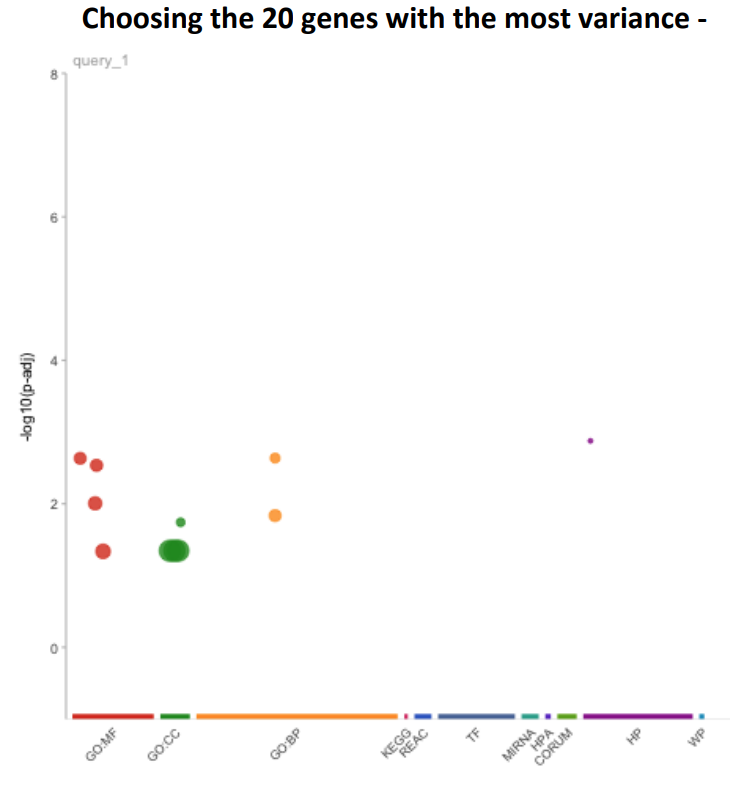 Choosing the 20 genes with the most variance -
query_1
8
6
4
2
0
-log10(p-adj)
GO:MF
GO:CC
GO:BP
KEGG
REAC
TF
MIRNA
HPA
CORUM
HP
WP